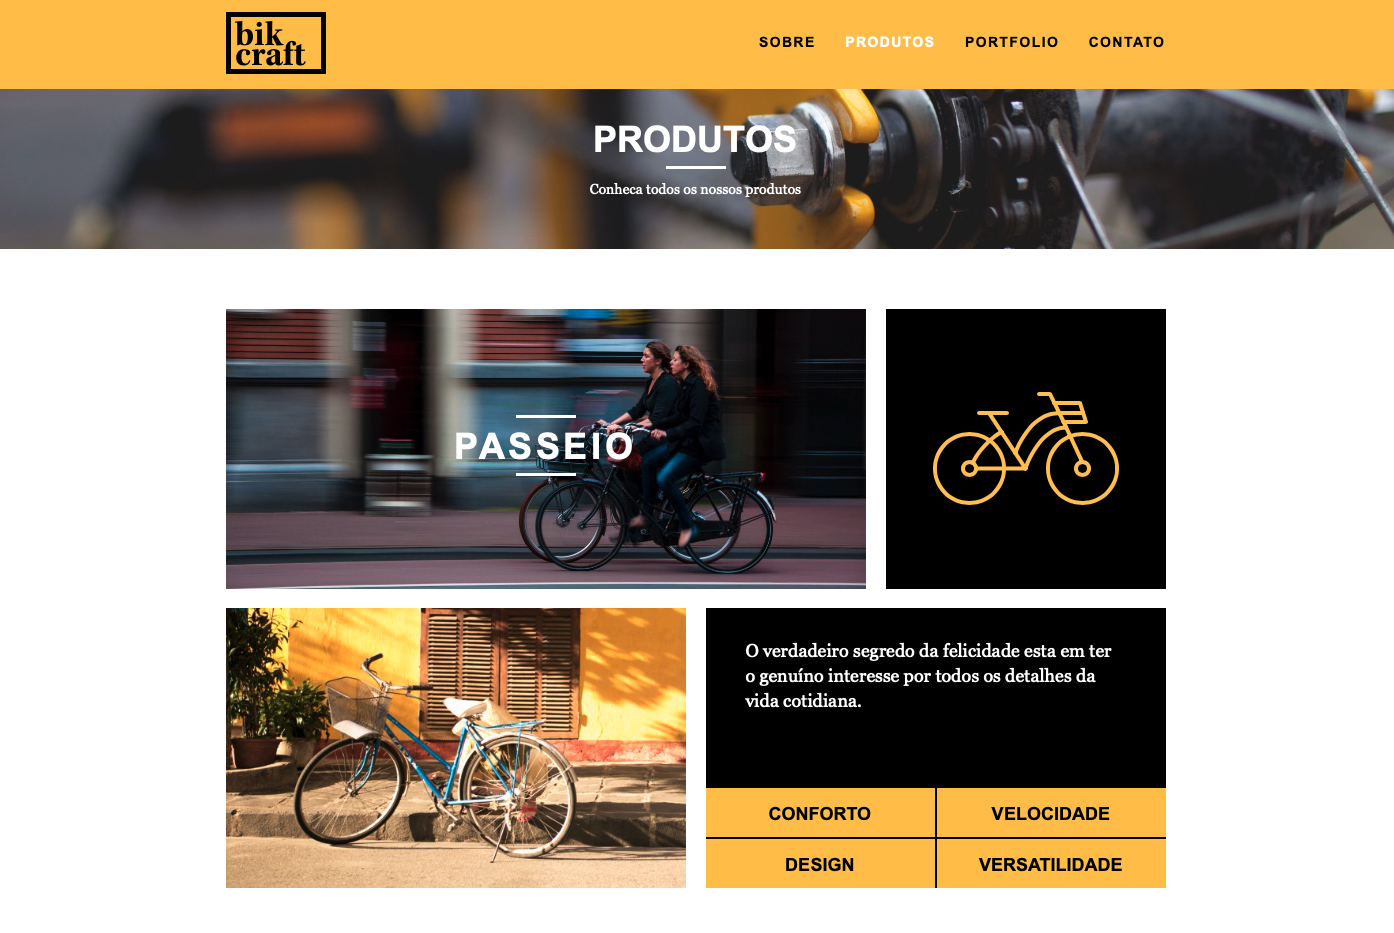 bik
craft
SOBRE PRODUTOS PORTFOLIO CONTATO
PRODUTOS
Conheca todos os nossos produtos
PASSEIO
O verdadeiro segredo da felicidade esta em ter
o genuíno interesse por todos os detalhes da
vida cotidiana.
CONFORTO VELOCIDADE
DESIGN VERSATILIDADE